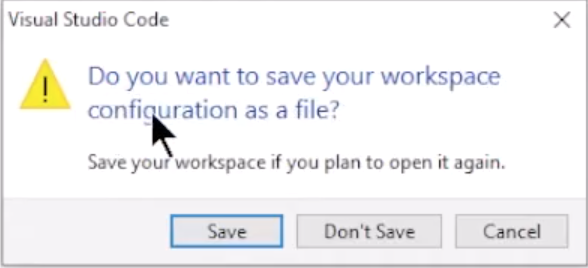 Visual Studio Code
Do you want to save your workspace
configuration as a file?
Save your workspace if you plan to open it again.
Save
Don't Save
Cancel